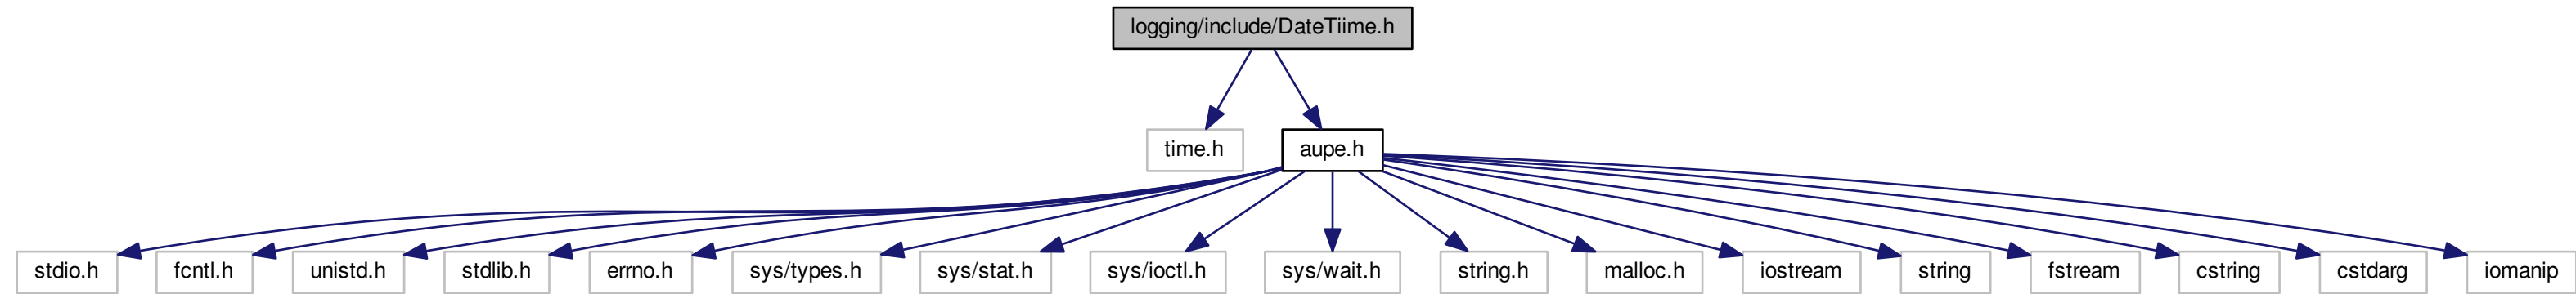 logging/include/DateTiime.h
time.h
aupe.h
stdio.h
fcntl.h
unistd.h
stdlib.h
errno.h
sys/types.h
sys/stat.h
sys/ioctl.h
sys/wait.h
string.h
malloc.h
iostream
string
fstream
cstring
cstdarg
iomanip